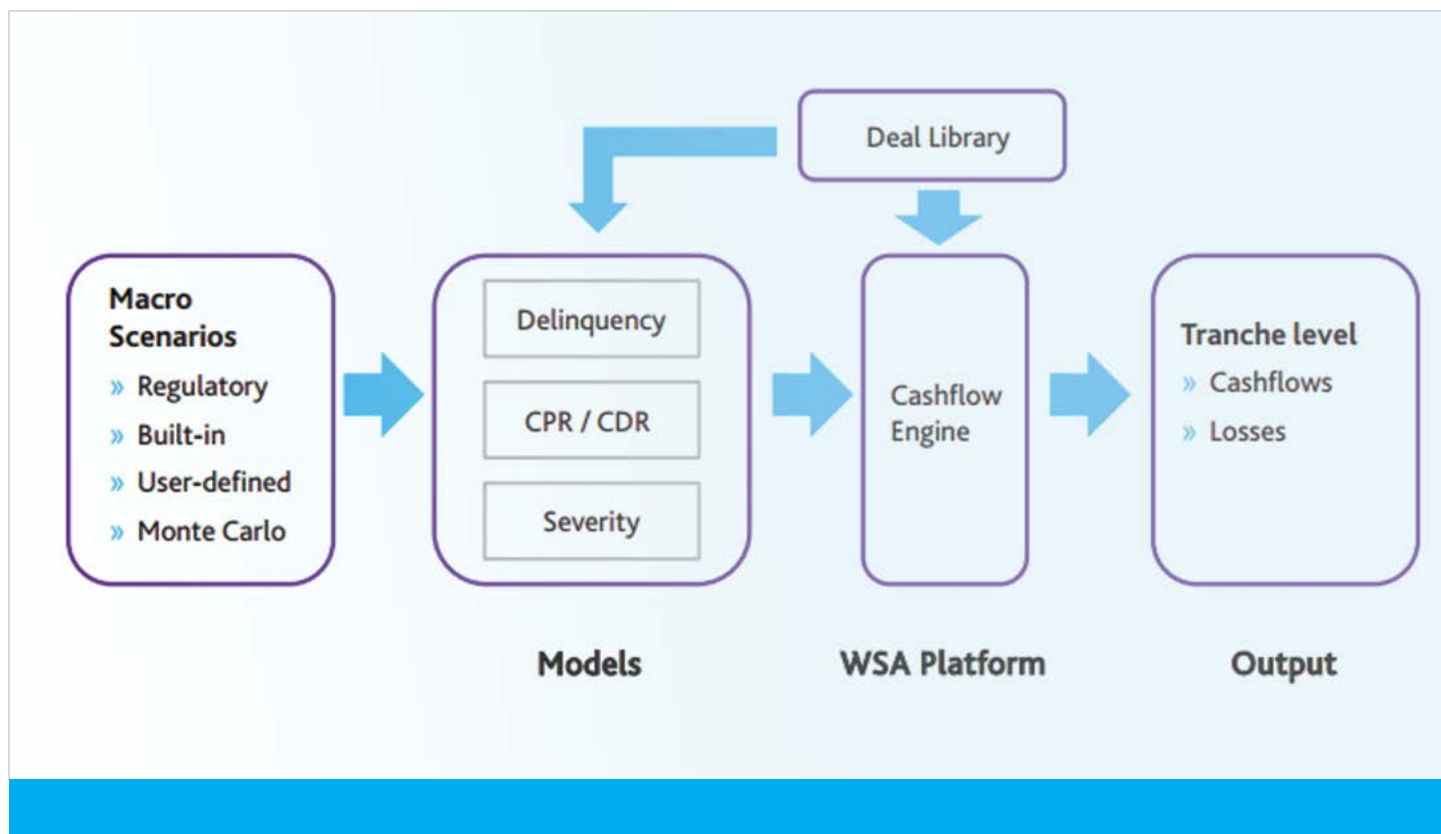 Deal Library
Macro
Scenarios
» Regulatory
» Built-in
» User-defined
» Monte Carlo
Delinquency
CPR / CDR
Severity
Cashflow
Engine
Tranche level
» Cashflows
» Losses
Models
WSA Platform
Output